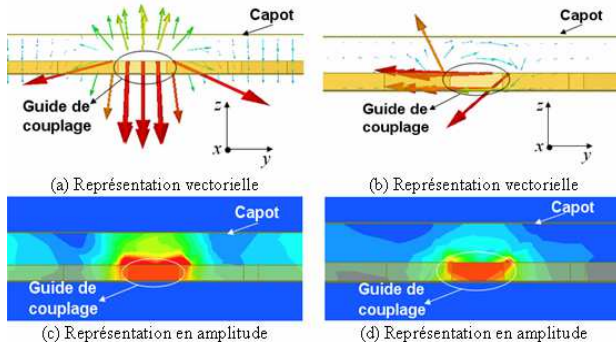 Capot
Guide de
couplage
z
x
y
(a) Représentation vectorielle
Capot
Guide de
couplage
z
x
y
(b) Représentation vectorielle
Capot
Guide de
couplage
(c) Représentation en amplitude
Capot
Guide de
couplage
(d) Représentation en amplitude